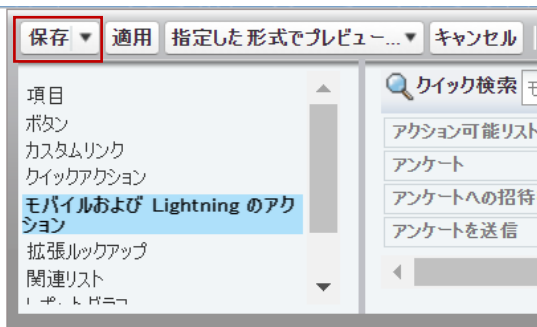 保存 ▼ 適用 指定した形式でプレビュー...▼ キャンセル
項目
ボタン
カスタムリンク
クイックアクション
モバイルおよび Lightning のアク
ション
拡張ルックアップ
関連リスト
クイック検索
アクション可能リスト
アンケート
アンケートへの招待
アンケートを送信